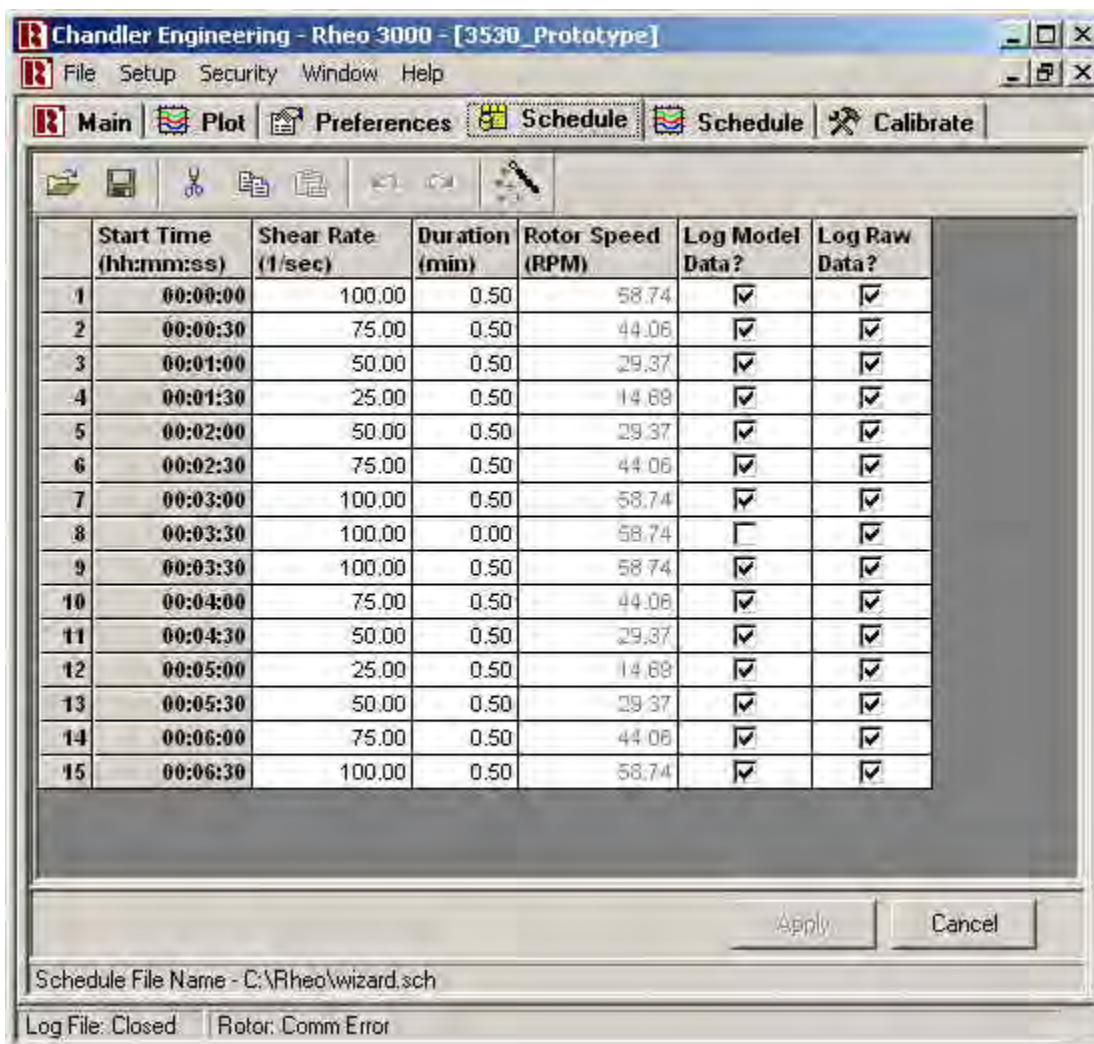 Chandler Engineering - Rheo 3000 - [3530_Prototype]
File Setup Security Window Help
Main Plot Preferences Schedule Schedule Calibrate
Start Time (hh:mm:ss) Shear Rate (1/sec) Duration (min) Rotor Speed (RPM) Log Model Data? Log Raw Data?
1 00:00:00 100.00 0.50 58.74
2 00:00:30 75.00 0.50 44.06
3 00:01:00 50.00 0.50 29.37
4 00:01:30 25.00 0.50 14.69
5 00:02:00 50.00 0.50 29.37
6 00:02:30 75.00 0.50 44.06
7 00:03:00 100.00 0.50 58.74
8 00:03:30 100.00 0.00 58.74
9 00:03:30 100.00 0.50 58.74
10 00:04:00 75.00 0.50 44.06
11 00:04:30 50.00 0.50 29.37
12 00:05:00 25.00 0.50 14.69
13 00:05:30 50.00 0.50 29.37
14 00:06:00 75.00 0.50 44.06
15 00:06:30 100.00 0.50 58.74
Apply Cancel
Schedule File Name - C:\Rheo\wizard.sch
Log File: Closed Rotor: Comm Error